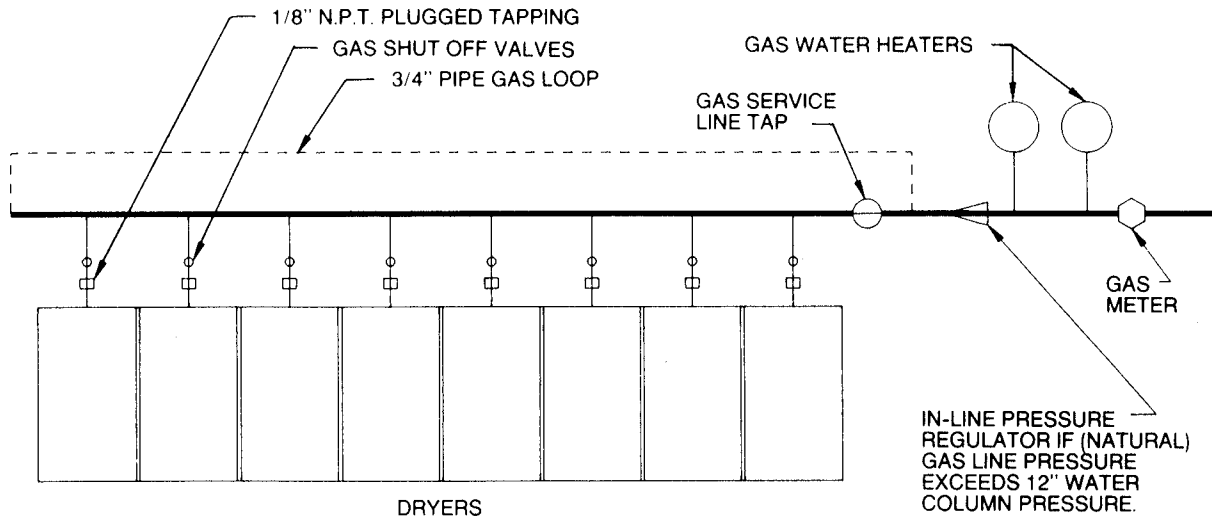 1/8" N.P.T. PLUGGED TAPPING
GAS SHUT OFF VALVES
3/4" PIPE GAS LOOP
GAS WATER HEATERS
GAS SERVICE
LINE TAP
GAS
METER
IN-LINE PRESSURE
REGULATOR IF (NATURAL)
GAS LINE PRESSURE
EXCEEDS 12" WATER
COLUMN PRESSURE.
DRYERS